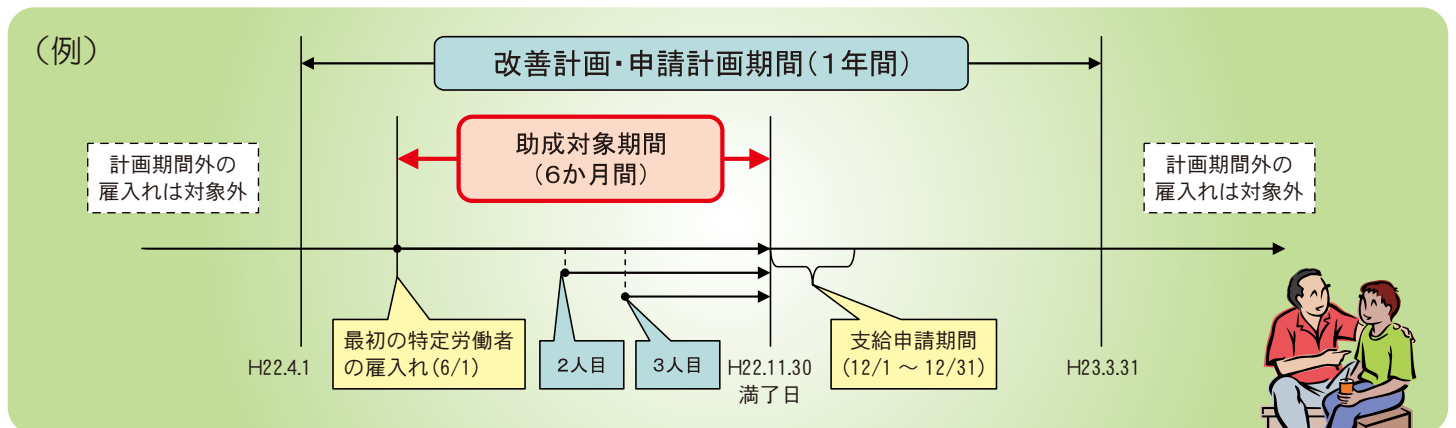 （例）
改善計画・申請計画期間（１年間）
助成対象期間
（６か月間）
計画期間外の
雇入れは対象外
計画期間外の
雇入れは対象外
最初の特定労働者
の雇入れ（6/1）
２人目
３人目
支給申請期間
（12/1 ～ 12/31）
H22.4.1
H22.11.30
満了日
H23.3.31